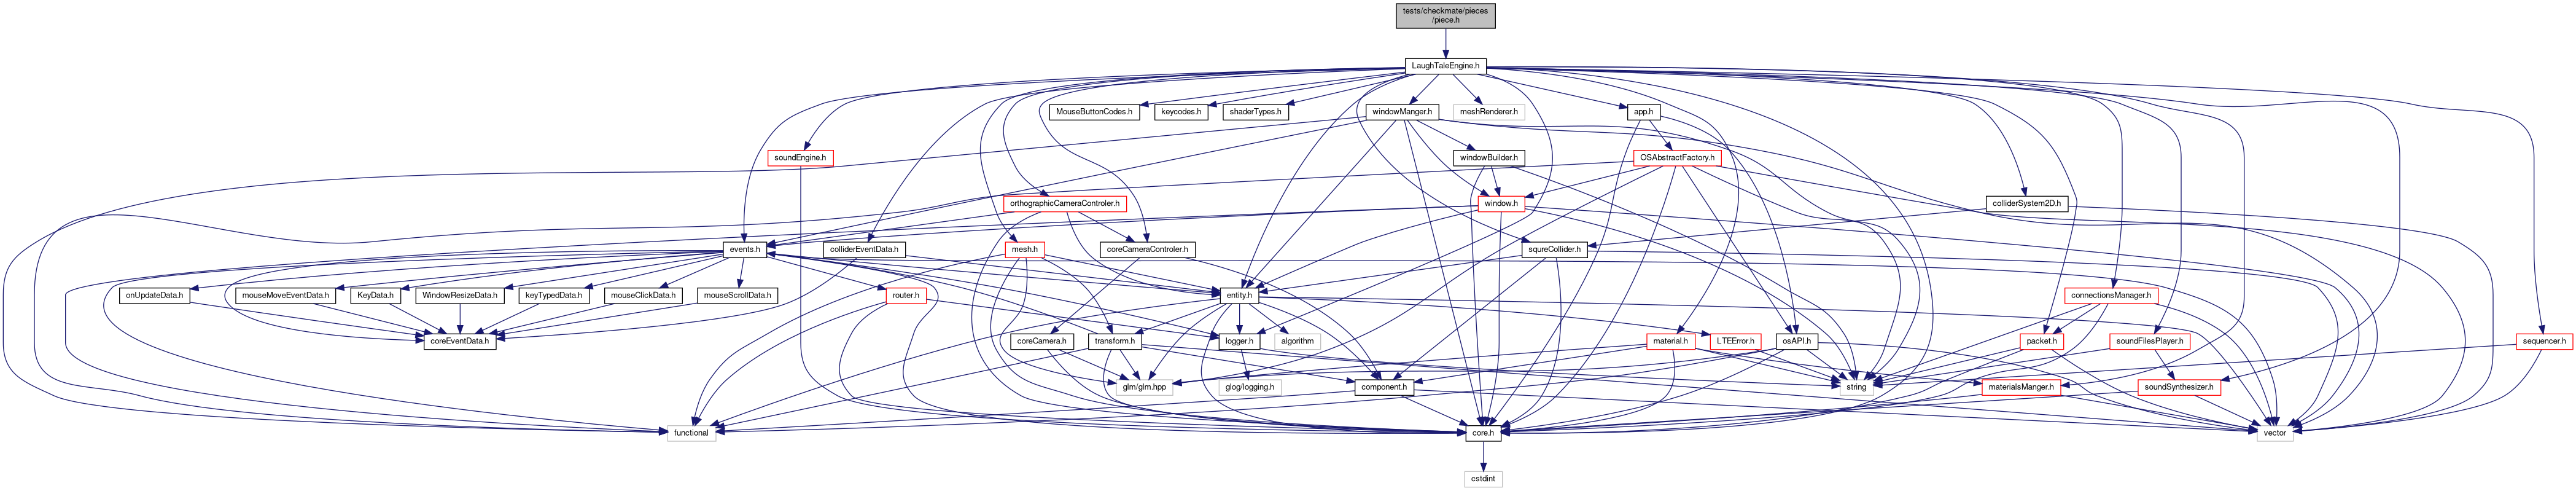 tests/checkmate/pieces
/piece.h
LaughTaleEngine.h
MouseButtonCodes.h
keycodes.h
shaderTypes.h
windowManger.h
meshRenderer.h
app.h
soundEngine.h
windowBuilder.h
OSAbstractFactory.h
orthographicCameraControler.h
window.h
colliderSystem2D.h
events.h
colliderEventData.h
mesh.h
coreCameraControler.h
squreCollider.h
onUpdateData.h
mouseMoveEventData.h
KeyData.h
WindowResizeData.h
keyTypedData.h
mouseClickData.h
mouseScrollData.h
router.h
entity.h
connectionsManager.h
coreEventData.h
coreCamera.h
transform.h
logger.h
algorithm
material.h
LTEError.h
osAPI.h
packet.h
soundFilesPlayer.h
sequencer.h
glm/glm.hpp
glog/logging.h
component.h
string
materialsManger.h
soundSynthesizer.h
functional
core.h
vector
cstdint